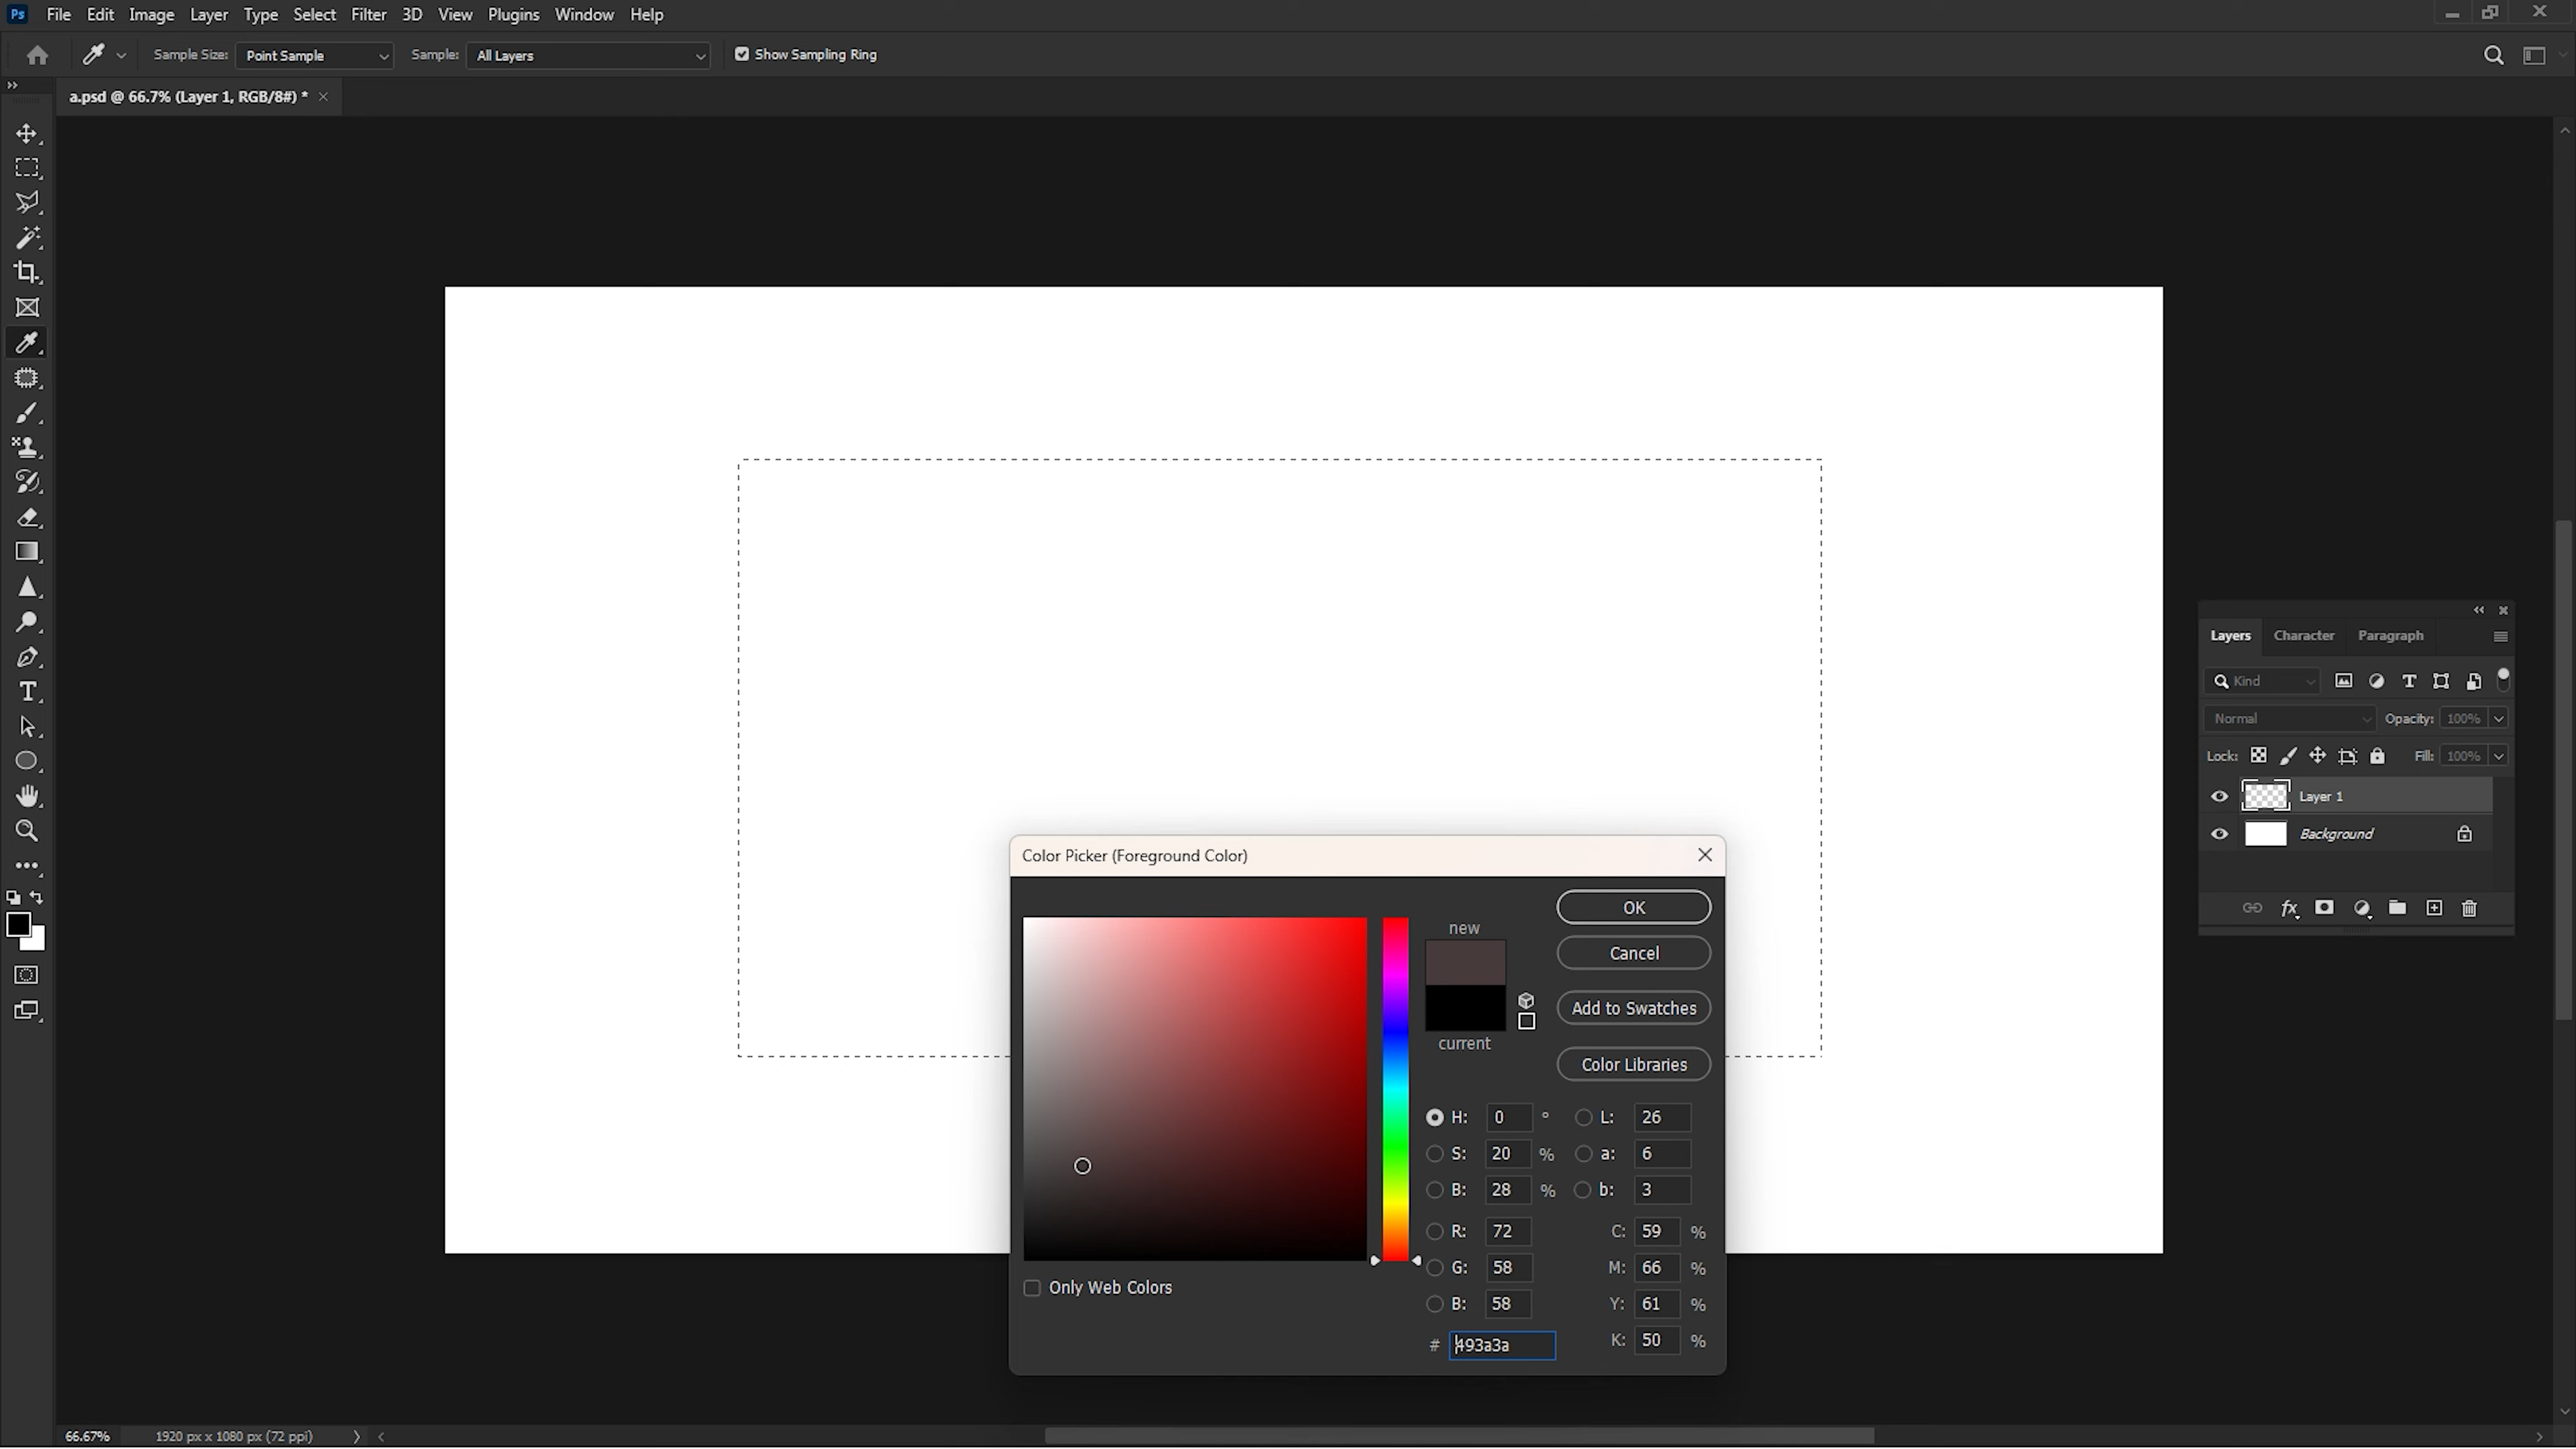 Ps File Edit Image Layer Type Select Filter 3D View Plugins Window Help
Sample Size: Point Sample Sample: All Layers Show Sampling Ring
a.psd @ 66.7% (Layer 1, RGB/8#) *
Layers Character Paragraph
Kind
Normal Opacity: 100%
Lock: Fill: 100%
Layer 1
Background
fx
Color Picker (Foreground Color)
new
current
OK
Cancel
Add to Swatches
Color Libraries
H: 0 ° L: 26
S: 20 % a: 6
B: 28 % b: 3
R: 72 C: 59 %
G: 58 M: 66 %
B: 58 Y: 61 %
# 493a3a K: 50 %
Only Web Colors
66.67% 1920 px x 1080 px (72 ppi)